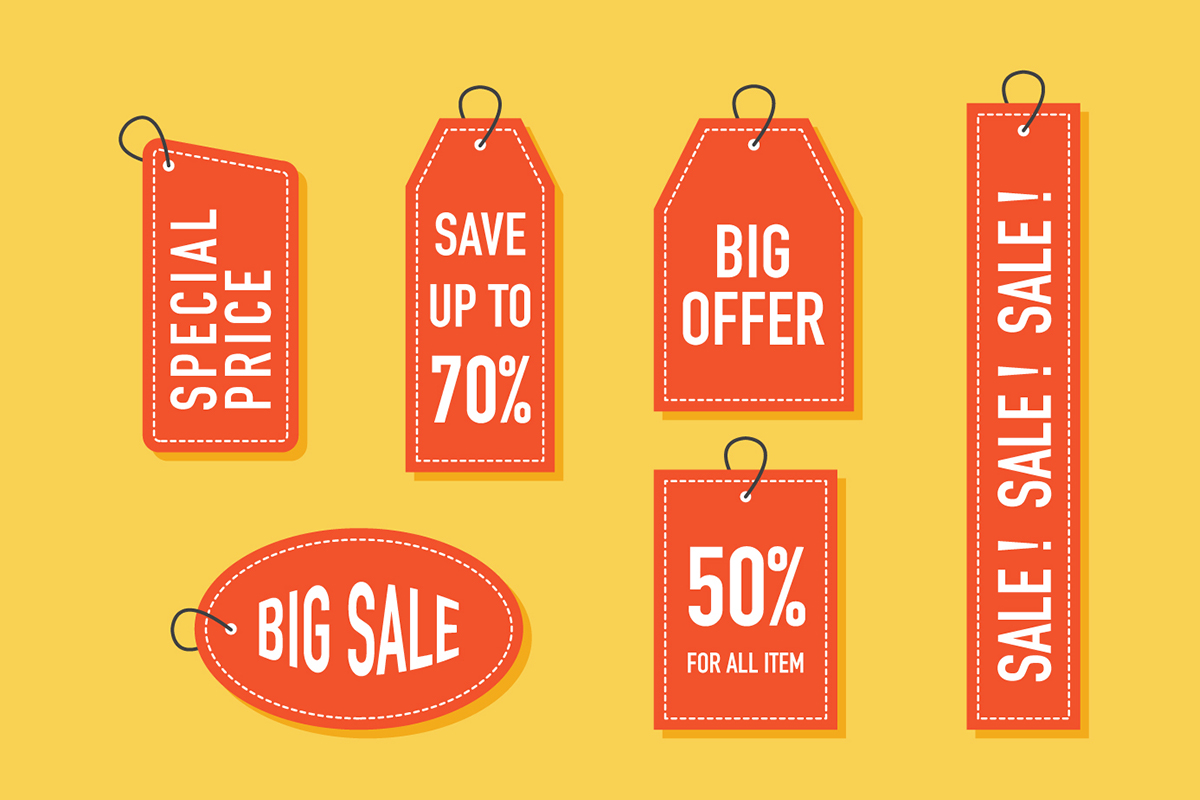 SPECIAL
PRICE
SAVE
UP TO
70%
BIG
OFFER
SALE! SALE! SALE!
BIG SALE
50%
FOR ALL ITEM